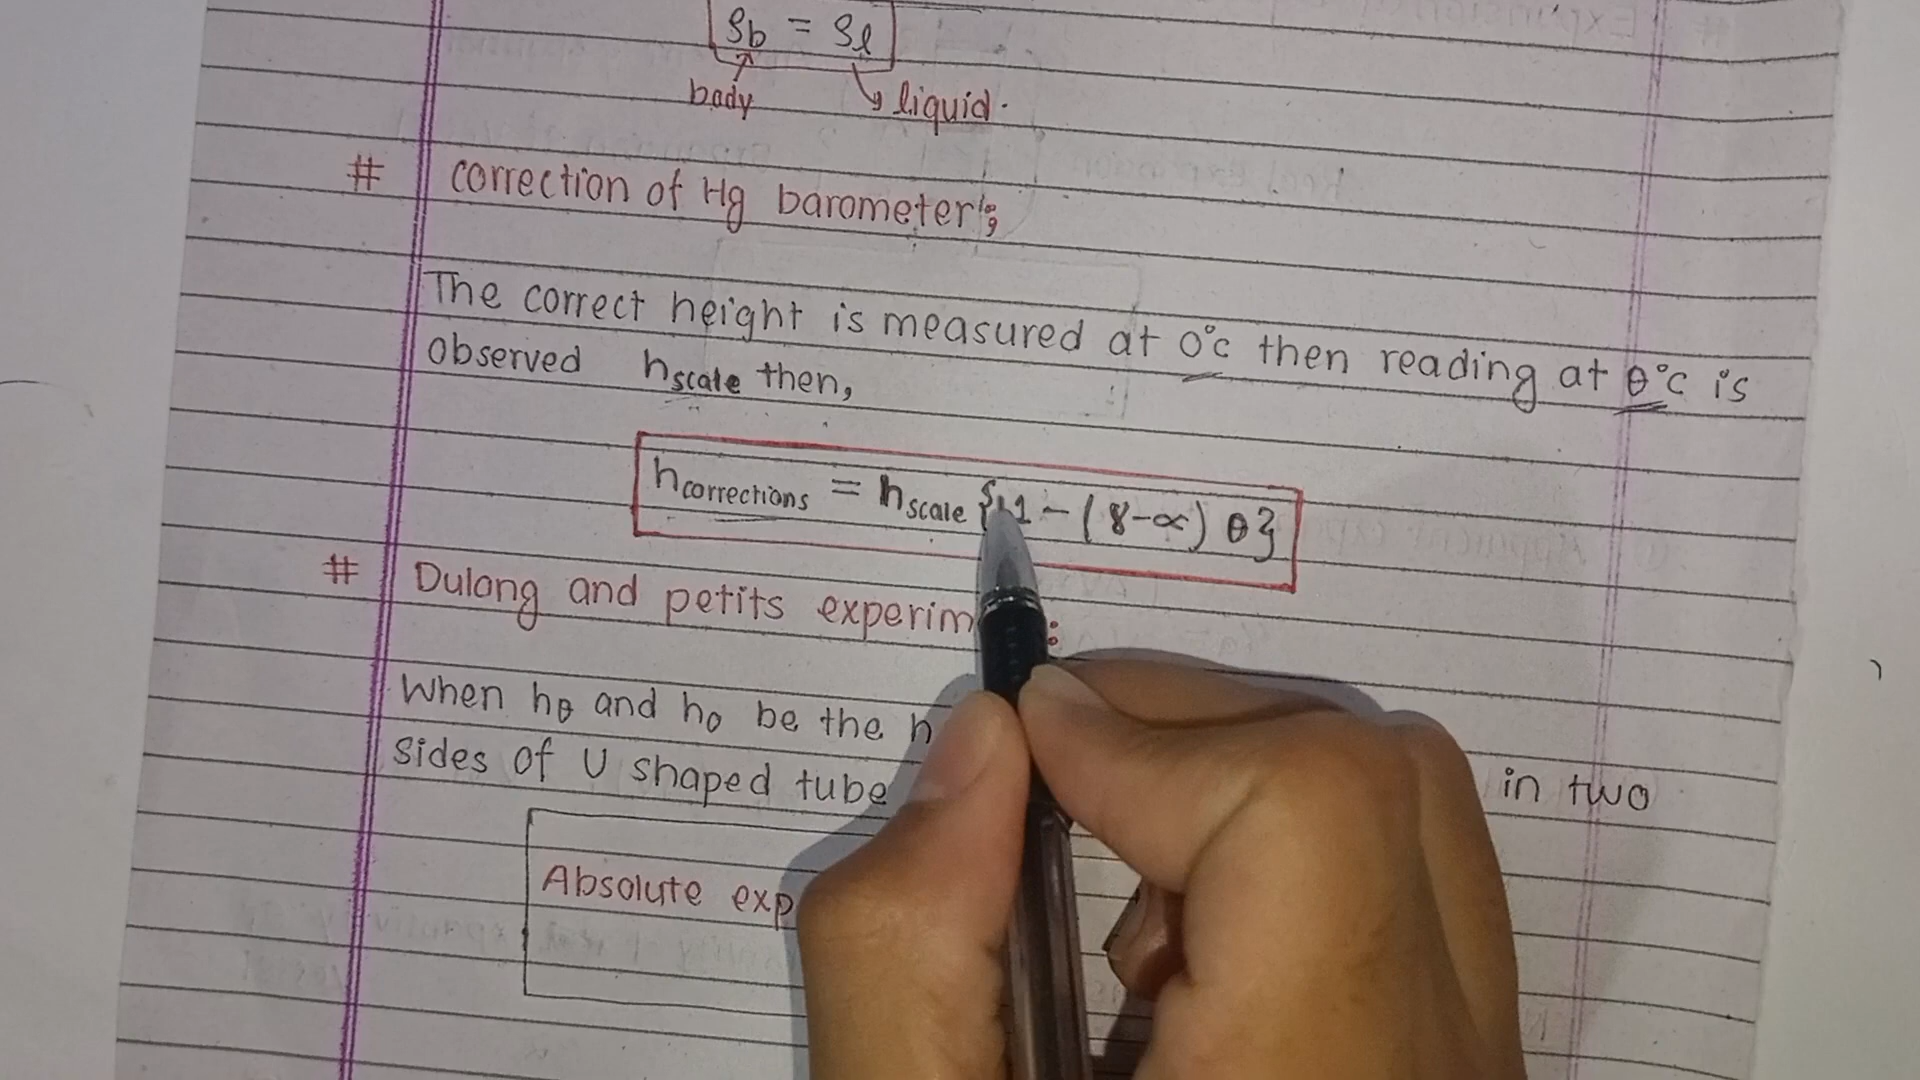 ρb = ρl
body liquid.
# correction of Hg barometer:
The correct height is measured at 0°c then reading at θ°c is
observed hscale then,
hcorrections = hscale {1 - (γ-α) θ}
# Dulong and petits experim :
When hθ and h0 be the h
sides of U shaped tube in two
Absolute exp